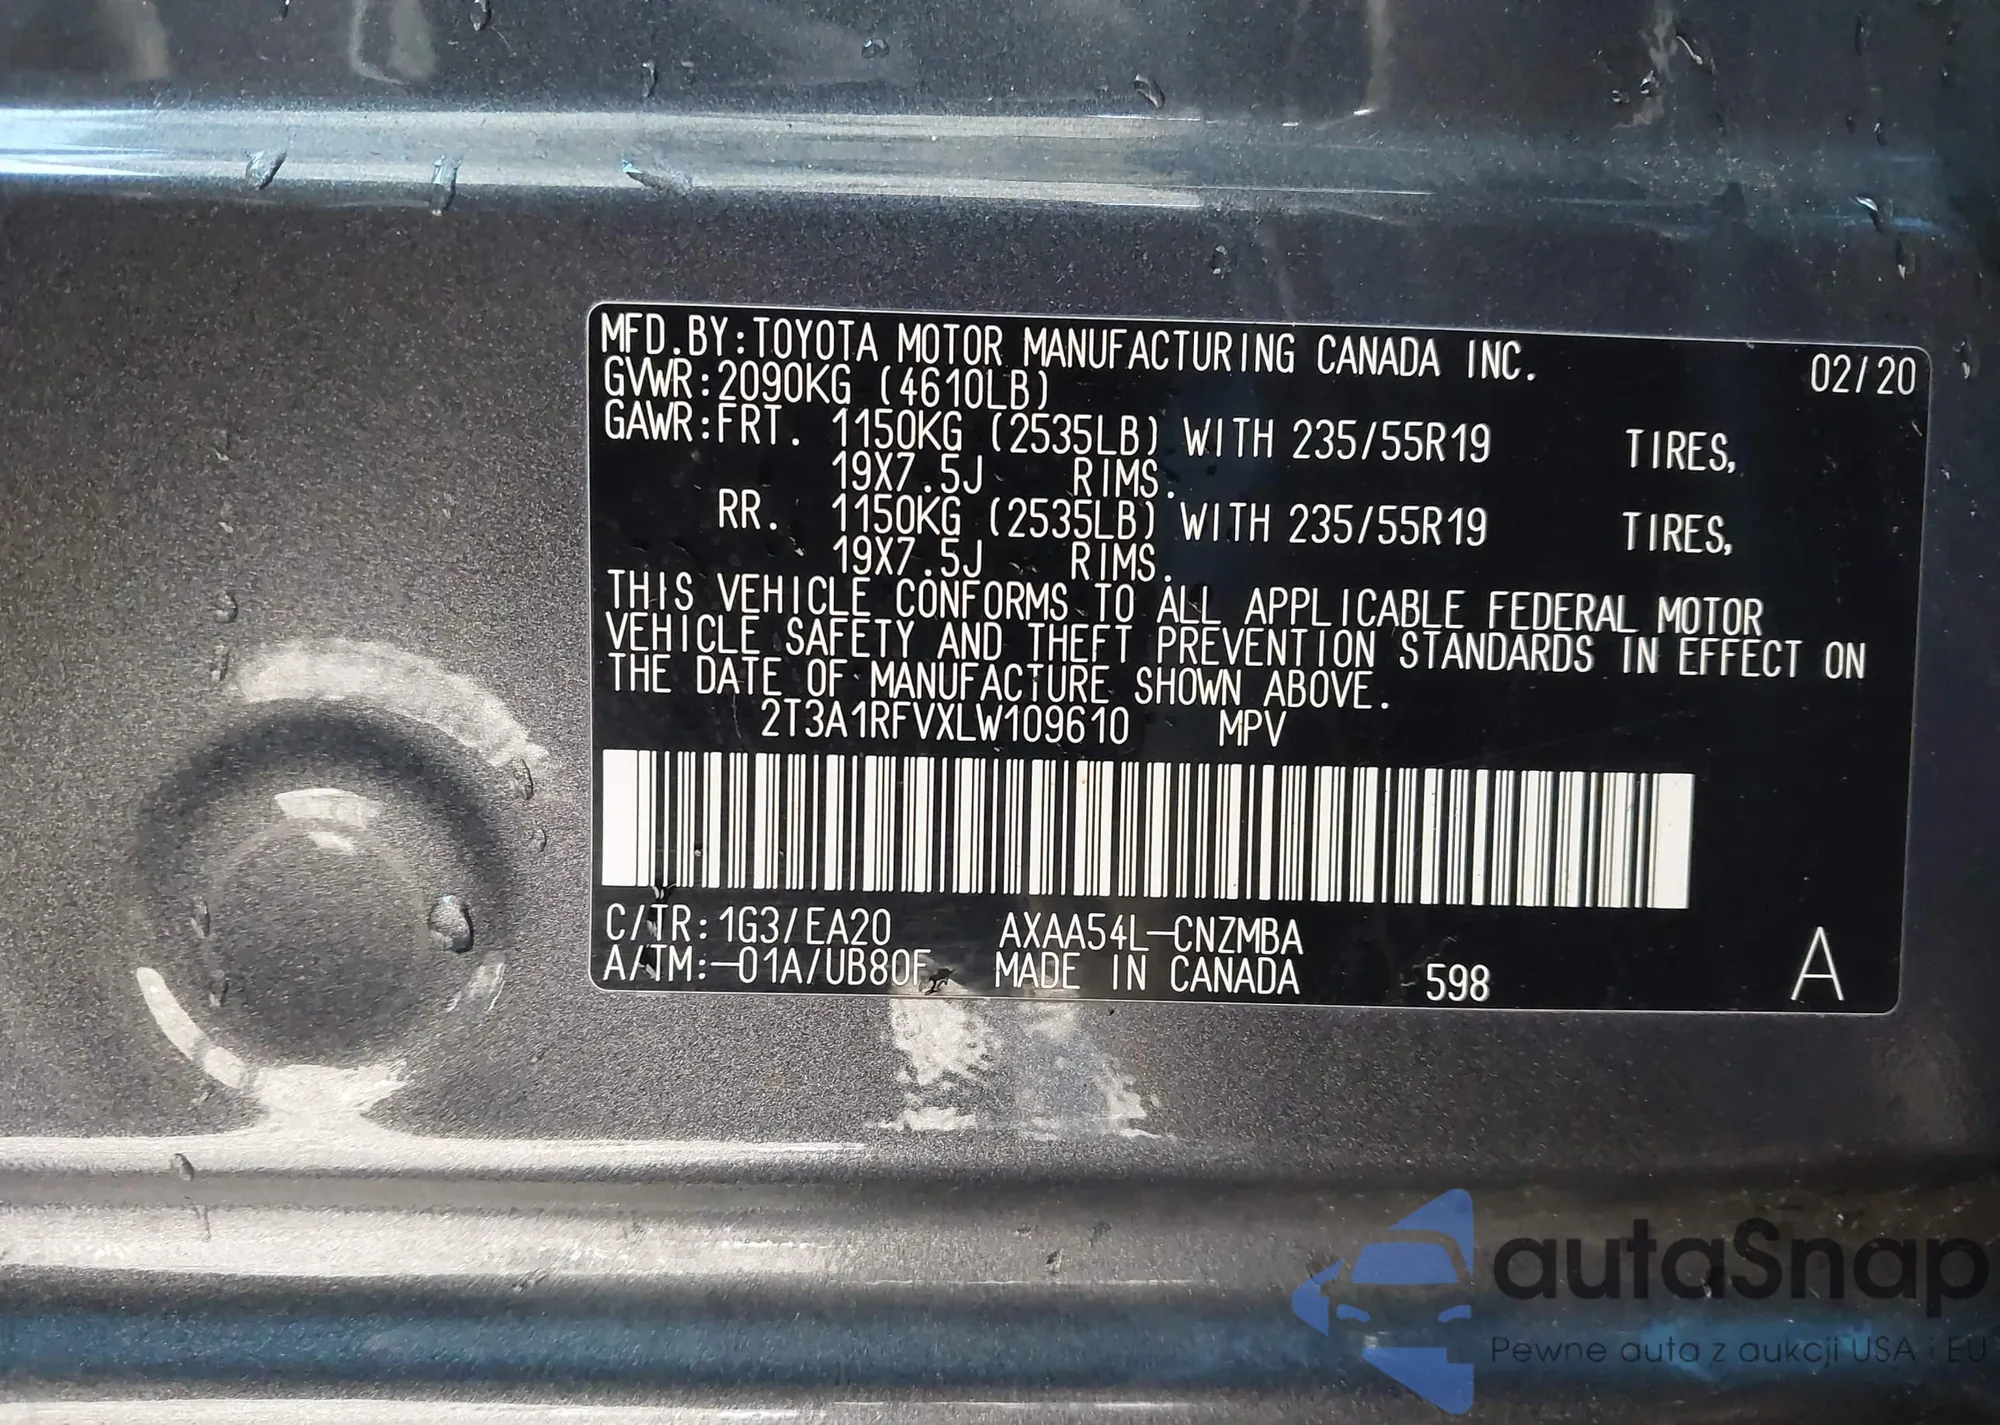 MFD.BY:TOYOTA MOTOR MANUFACTURING CANADA INC. 02/20
GVWR:2090KG (4610LB)
GAWR:FRT. 1150KG (2535LB) WITH 235/55R19 TIRES,
19X7.5J RIMS.
RR. 1150KG (2535LB) WITH 235/55R19 TIRES,
19X7.5J RIMS.
THIS VEHICLE CONFORMS TO ALL APPLICABLE FEDERAL MOTOR
VEHICLE SAFETY AND THEFT PREVENTION STANDARDS IN EFFECT ON
THE DATE OF MANUFACTURE SHOWN ABOVE.
2T3A1RFVXLW109610 MPV
C/TR:1G3/EA20 AXAA54L-CNZMBA
A/TM:-01A/UB80F MADE IN CANADA 598 A
autoSnap
Pewne auta z aukcji USA i EU